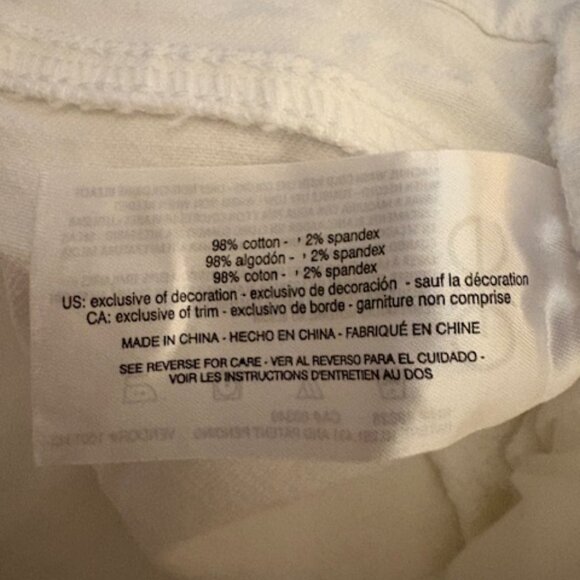 98% cotton - , 2% spandex
98% algodón - , 2% spandex
98% coton - , 2% spandex
US: exclusive of decoration - exclusivo de decoración - sauf la décoration
CA: exclusive of trim - exclusivo de borde - garniture non comprise
MADE IN CHINA - HECHO EN CHINA - FABRIQUÉ EN CHINE
SEE REVERSE FOR CARE - VER AL REVERSO PARA EL CUIDADO -
VOIR LES INSTRUCTIONS D'ENTRETIEN AU DOS